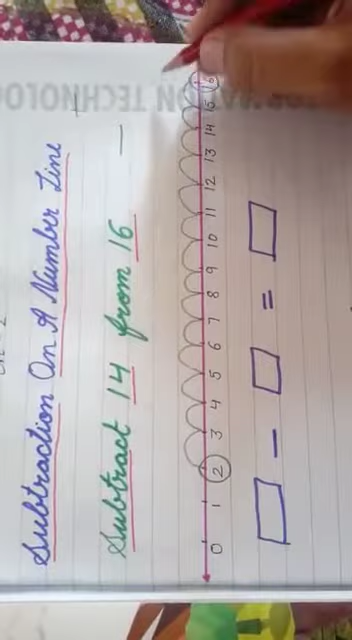 Subtraction On A Number Line
Subtract 14 from 16
0 1 2 3 4 5 6 7 8 9 10 11 12 13 14 15 16
□ - □ = □